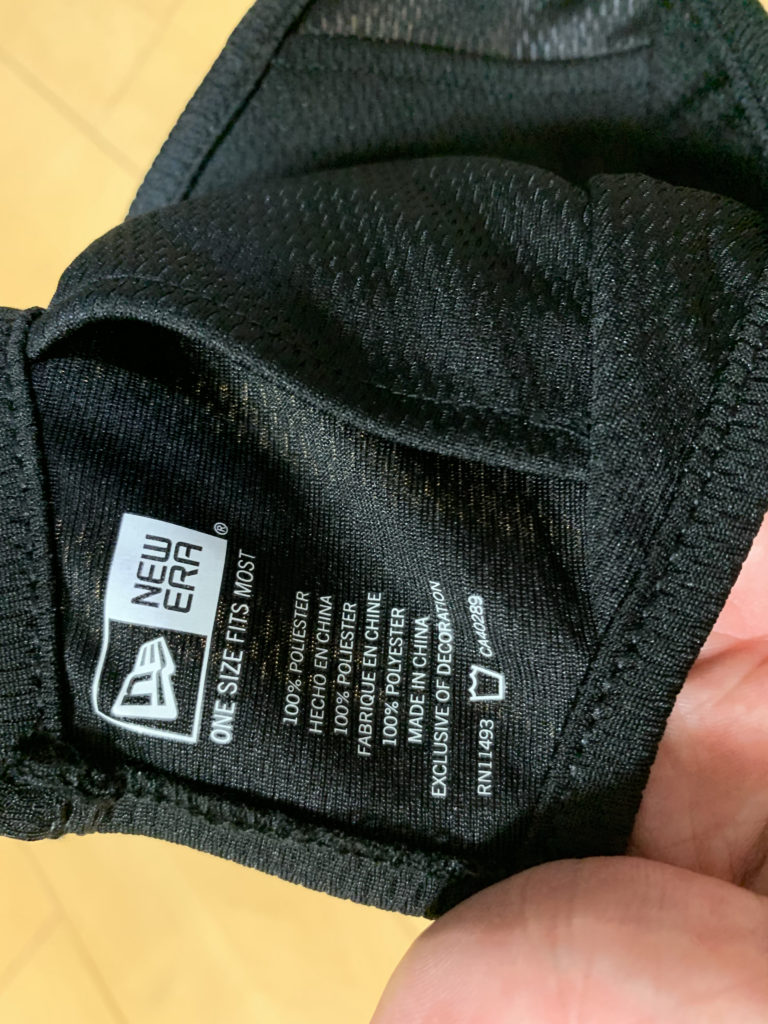 NEW
ERA
®
ONE SIZE FITS MOST
100% POLIESTER
HECHO EN CHINA
100% POLIESTER
FABRIQUE EN CHINE
100% POLYESTER
MADE IN CHINA
EXCLUSIVE OF DECORATION
RN11493 CA40289